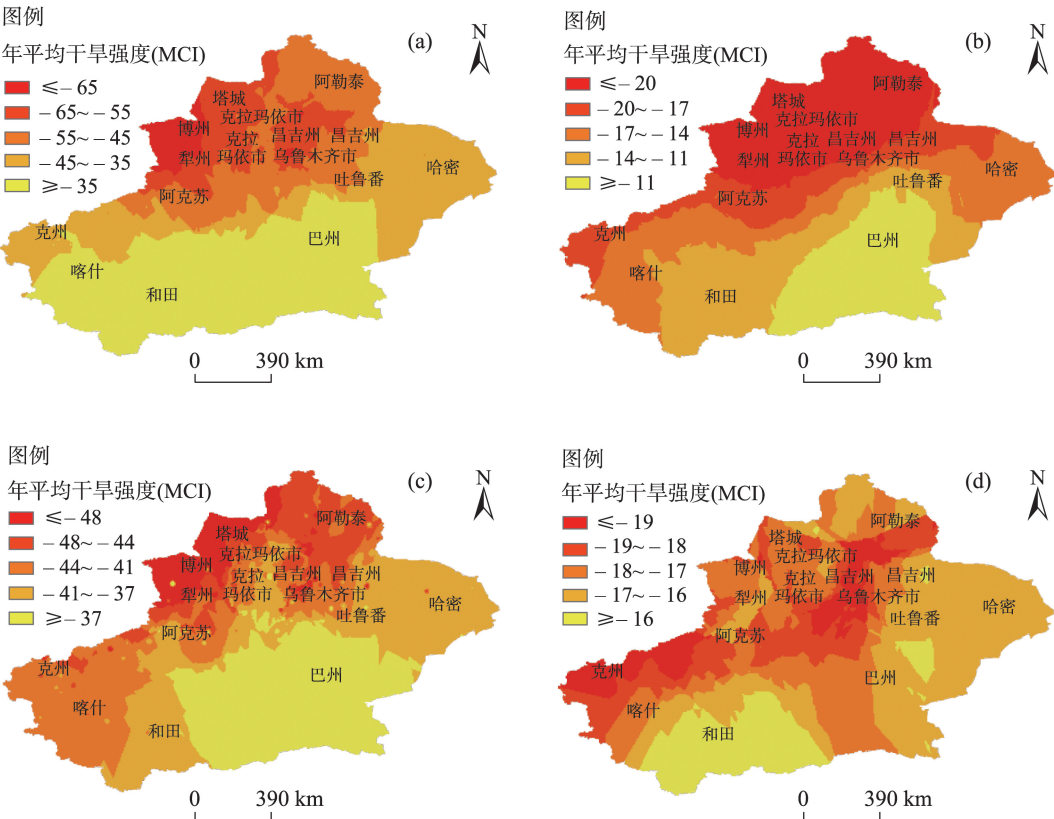 图例
年平均干旱强度(MCI)
≤－65
－65～－55
－55～－45
－45～－35
≥－35
(a)
N
阿勒泰
塔城
克拉玛依市
博州
克拉 昌吉州 昌吉州
犁州 玛依市 乌鲁木齐市
哈密
吐鲁番
阿克苏
克州
巴州
喀什
和田
0 390 km
图例
年平均干旱强度(MCI)
≤－20
－20～－17
－17～－14
－14～－11
≥－11
(b)
N
阿勒泰
塔城
克拉玛依市
博州
克拉 昌吉州 昌吉州
犁州 玛依市 乌鲁木齐市
哈密
吐鲁番
阿克苏
克州
巴州
喀什
和田
0 390 km
图例
年平均干旱强度(MCI)
≤－48
－48～－44
－44～－41
－41～－37
≥－37
(c)
N
阿勒泰
塔城
克拉玛依市
博州
克拉 昌吉州 昌吉州
犁州 玛依市 乌鲁木齐市
哈密
吐鲁番
阿克苏
克州
巴州
喀什
和田
0 390 km
图例
年平均干旱强度(MCI)
≤－19
－19～－18
－18～－17
－17～－16
≥－16
(d)
N
阿勒泰
塔城
克拉玛依市
博州
克拉 昌吉州 昌吉州
犁州 玛依市 乌鲁木齐市
哈密
吐鲁番
阿克苏
克州
巴州
喀什
和田
0 390 km